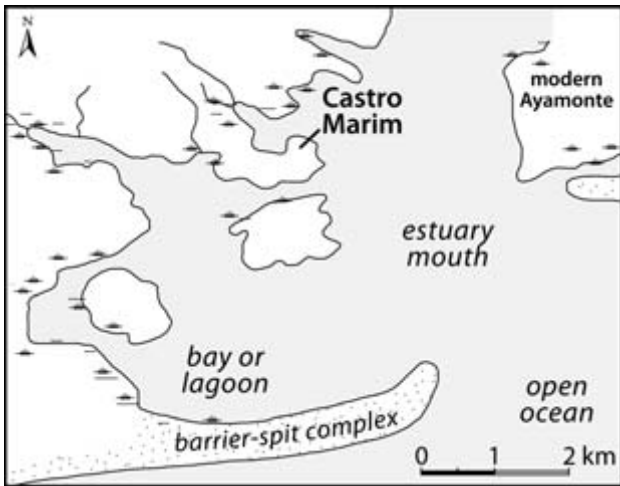 N
modern
Ayamonte
Castro
Marim
estuary
mouth
bay or
lagoon
open
ocean
barrier-spit complex
0 1 2 km